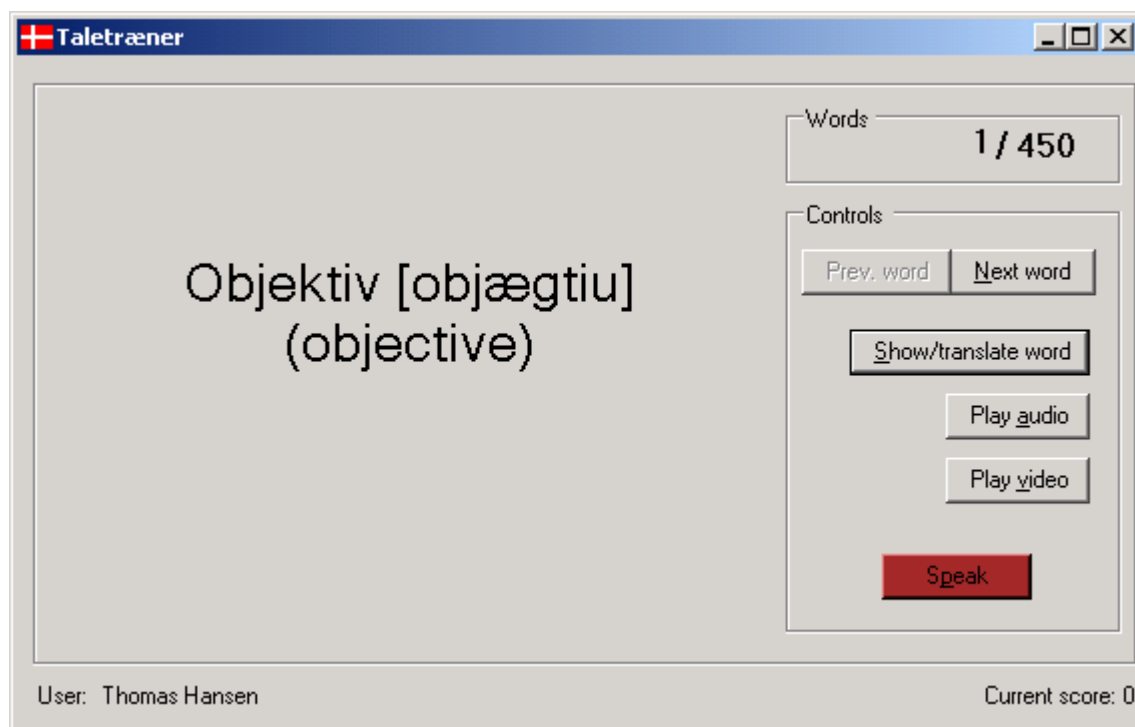 Taletræner
Words
1 / 450
Objektiv [objægtiu]
(objective)
Controls
Prev. word
Next word
Show/translate word
Play audio
Play video
Speak
User: Thomas Hansen
Current score: 0